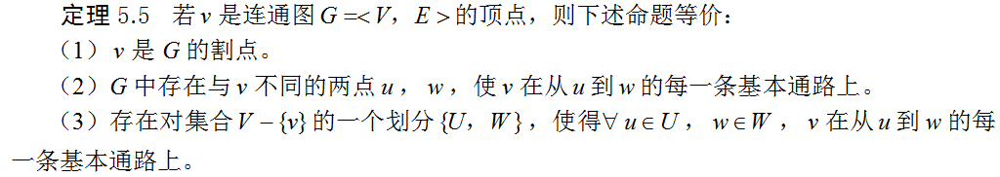 定理 5.5 若 v 是连通图 G =< V，E > 的顶点，则下述命题等价：
（1）v 是 G 的割点。
（2）G 中存在与 v 不同的两点 u ，w ，使 v 在从 u 到 w 的每一条基本通路上。
（3）存在对集合 V − {v} 的一个划分 {U，W} ，使得∀ u ∈ U ，w ∈ W ，v 在从 u 到 w 的每
一条基本通路上。